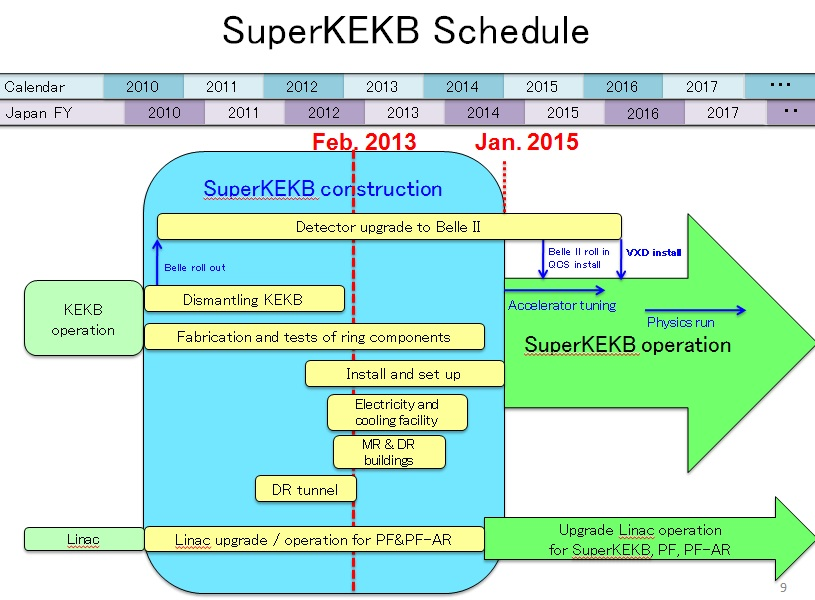 SuperKEKB Schedule
Calendar 2010 2011 2012 2013 2014 2015 2016 2017 ･･･
Japan FY 2010 2011 2012 2013 2014 2015 2016 2017 ･･
Feb. 2013 Jan. 2015
SuperKEKB construction
Detector upgrade to Belle II
Belle roll out
Belle II roll in
QCS install
VXD install
KEKB
operation
Dismantling KEKB
Accelerator tuning
Physics run
Fabrication and tests of ring components
SuperKEKB operation
Install and set up
Electricity and
cooling facility
MR & DR
buildings
DR tunnel
Linac
Linac upgrade / operation for PF&PF-AR
Upgrade Linac operation
for SuperKEKB, PF, PF-AR
9